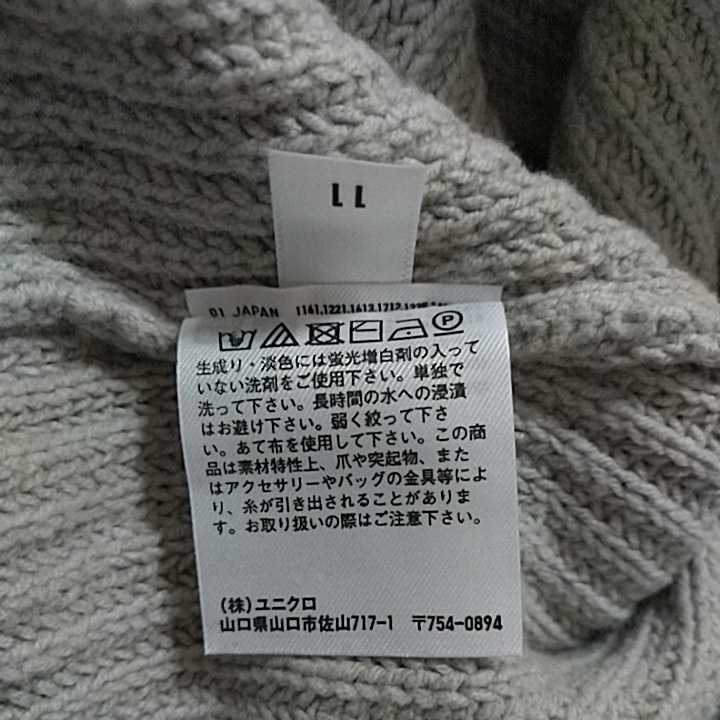 LL
01 JAPAN 1161.1221.1613.1712
生成り・淡色には蛍光増白剤の入って
いない洗剤をご使用下さい。単独で
洗って下さい。長時間の水への浸漬
はお避け下さい。弱く絞って下さ
い。あて布を使用して下さい。この商
品は素材特性上、爪や突起物、また
はアクセサリーやバッグの金具等によ
り、糸が引き出されることがありま
す。お取り扱いの際はご注意下さい。
(株)ユニクロ
山口県山口市佐山717-1 〒754-0894